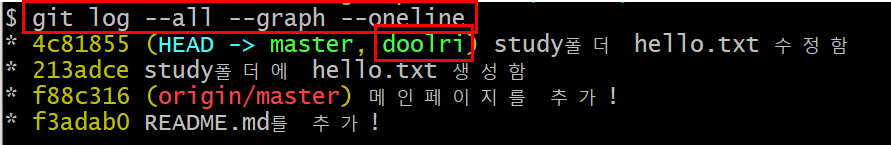 $ git log --all --graph --oneline
* 4c81855 (HEAD -> master, doolri) study폴더 hello.txt 수정함
* 213adce study폴더에 hello.txt 생성함
* f88c316 (origin/master) 메인페이지를 추가!
* f3adab0 README.md를 추가!